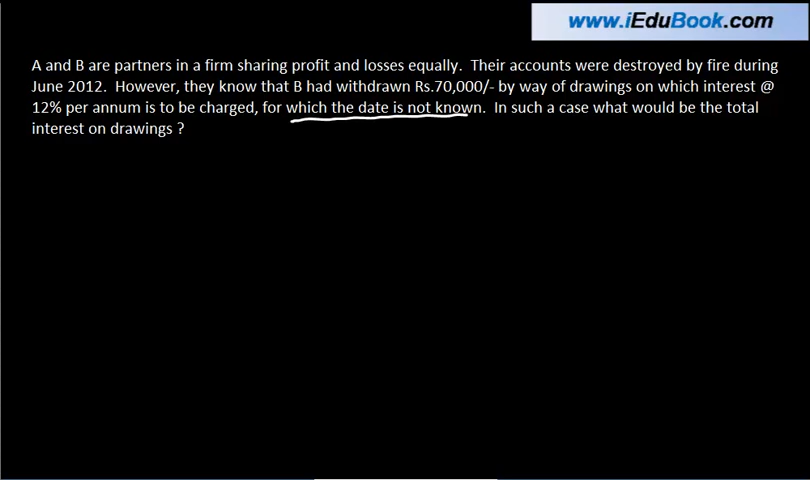 www.iEduBook.com
A and B are partners in a firm sharing profit and losses equally.  Their accounts were destroyed by fire during
June 2012.  However, they know that B had withdrawn Rs.70,000/- by way of drawings on which interest @
12% per annum is to be charged, for which the date is not known.  In such a case what would be the total
interest on drawings ?